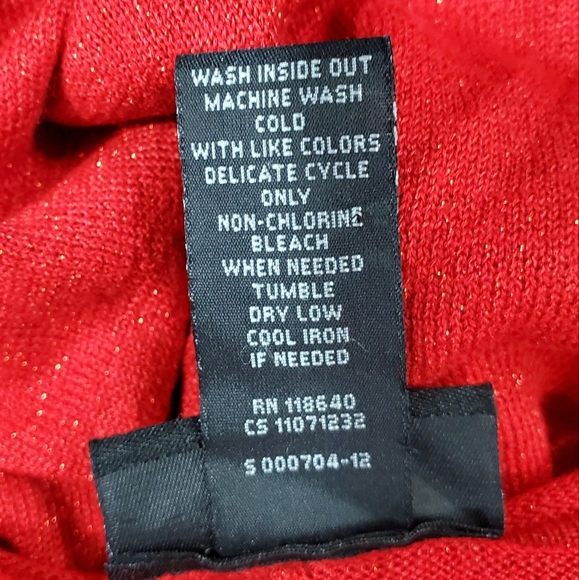 WASH INSIDE OUT
MACHINE WASH
COLD
WITH LIKE COLORS
DELICATE CYCLE
ONLY
NON-CHLORINE
BLEACH
WHEN NEEDED
TUMBLE
DRY LOW
COOL IRON
IF NEEDED
RN 118640
CS 11071232
S 000704-12